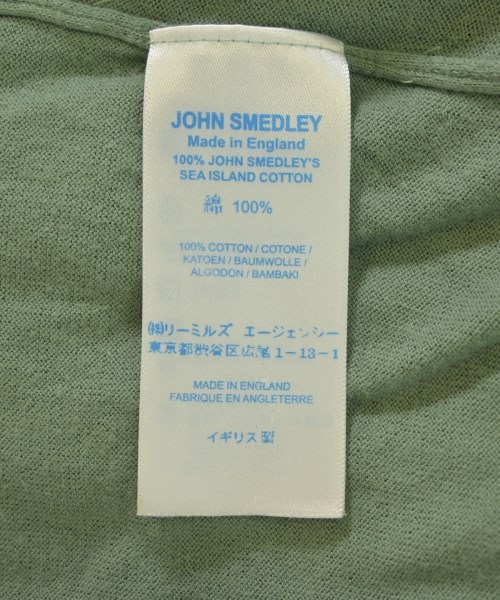 JOHN SMEDLEY
Made in England
100% JOHN SMEDLEY'S
SEA ISLAND COTTON
綿 100%
100% COTTON / COTONE /
KATOEN / BAUMWOLLE /
ALGODON / BAMBAKI
㈱リーミルズ エージェンシー
東京都渋谷区広尾1-13-1
MADE IN ENGLAND
FABRIQUE EN ANGLETERRE
イギリス製